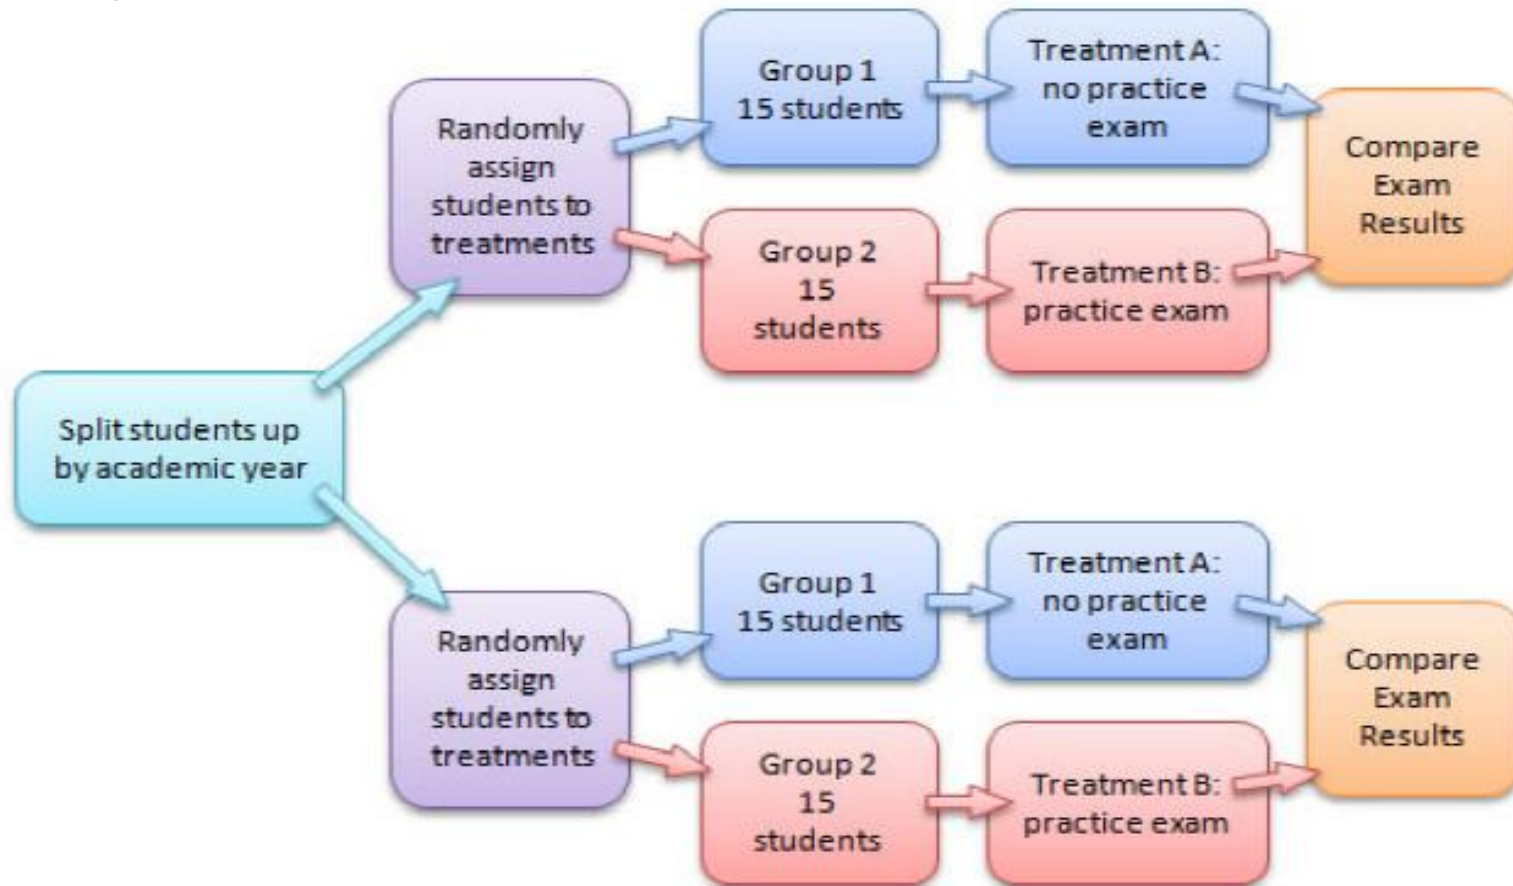 Split students up
by academic year
Randomly
assign
students to
treatments
Group 1
15 students
Treatment A:
no practice
exam
Group 2
15
students
Treatment B:
practice exam
Compare
Exam
Results
Randomly
assign
students to
treatments
Group 1
15 students
Treatment A:
no practice
exam
Group 2
15
students
Treatment B:
practice exam
Compare
Exam
Results